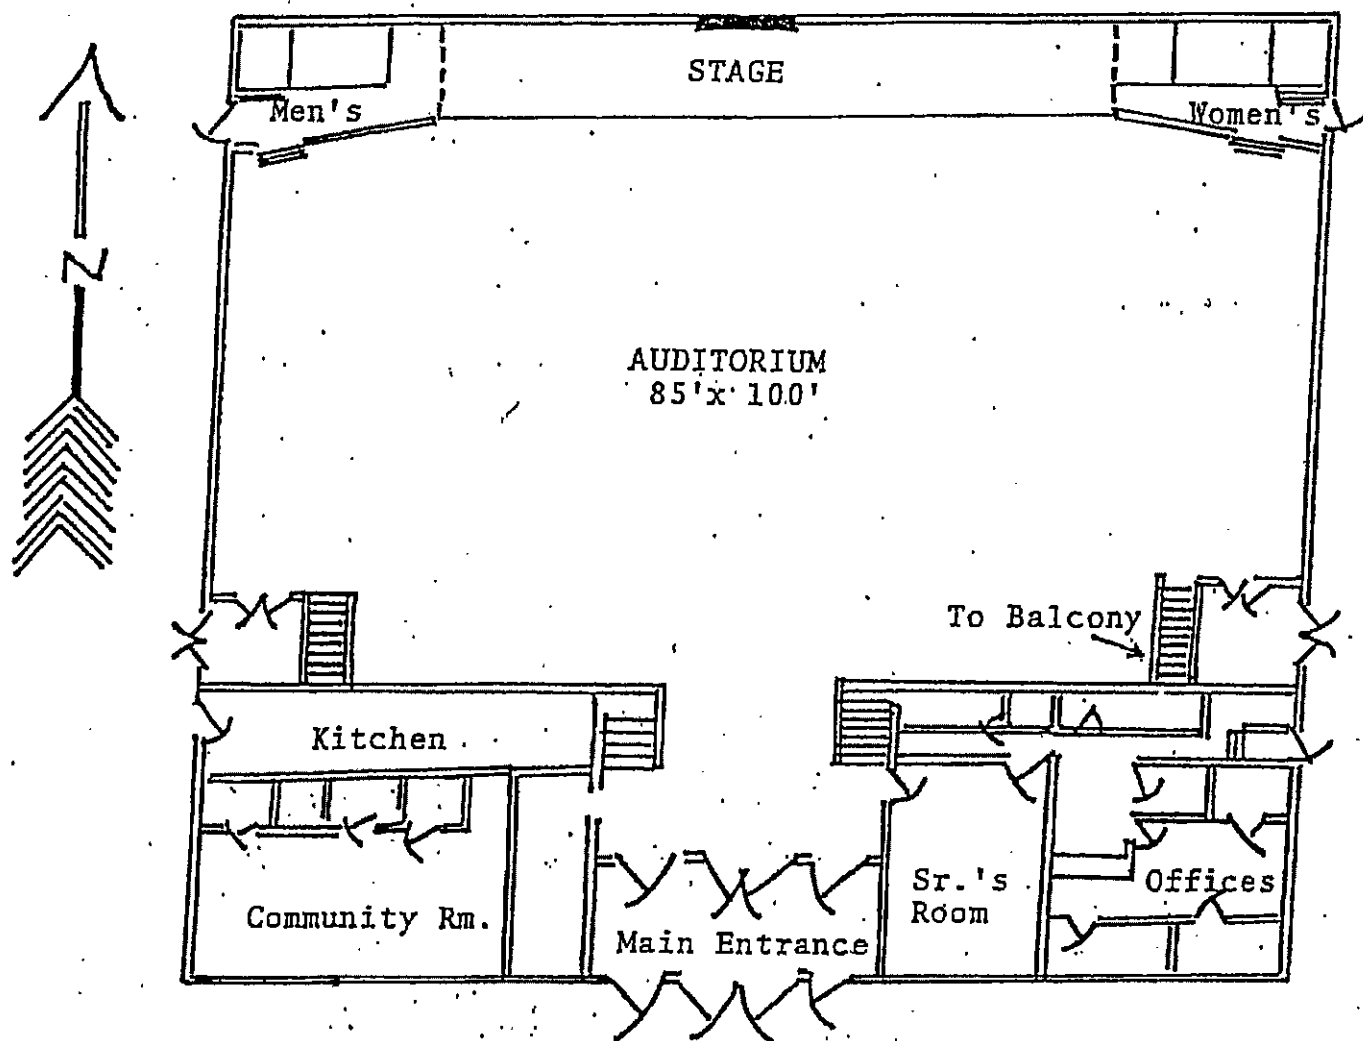 STAGE
Men's
Women's
N
AUDITORIUM
85'x 100'
To Balcony
Kitchen
Sr.'s
Room
Offices
Community Rm.
Main Entrance